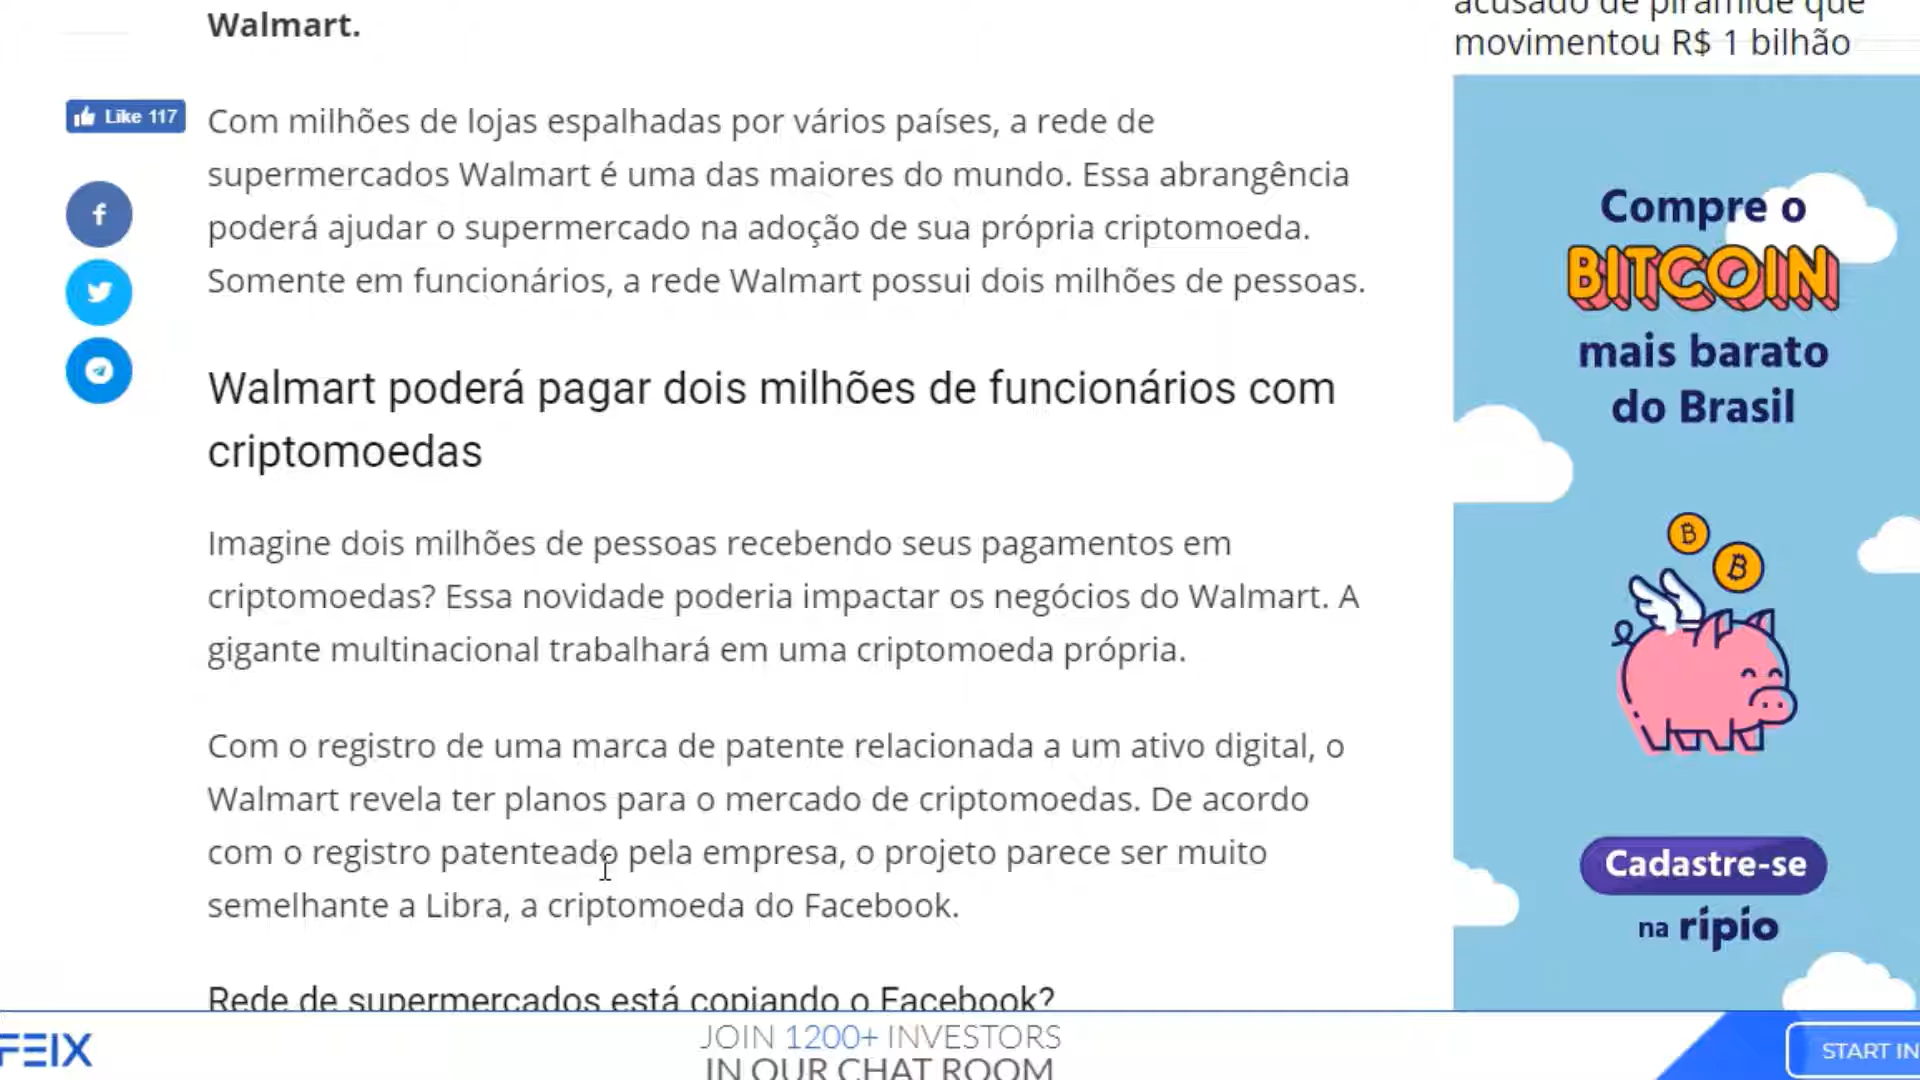 Walmart.
acusado de pirâmide que
movimentou R$ 1 bilhão
Like 117
Com milhões de lojas espalhadas por vários países, a rede de
supermercados Walmart é uma das maiores do mundo. Essa abrangência
poderá ajudar o supermercado na adoção de sua própria criptomoeda.
Somente em funcionários, a rede Walmart possui dois milhões de pessoas.
Walmart poderá pagar dois milhões de funcionários com
criptomoedas
Imagine dois milhões de pessoas recebendo seus pagamentos em
criptomoedas? Essa novidade poderia impactar os negócios do Walmart. A
gigante multinacional trabalhará em uma criptomoeda própria.
Com o registro de uma marca de patente relacionada a um ativo digital, o
Walmart revela ter planos para o mercado de criptomoedas. De acordo
com o registro patenteado pela empresa, o projeto parece ser muito
semelhante a Libra, a criptomoeda do Facebook.
Rede de supermercados está copiando o Facebook?
Compre o
BITCOIN
mais barato
do Brasil
Cadastre-se
na ripio
FEIX
JOIN 1200+ INVESTORS
IN OUR CHAT ROOM
START IN